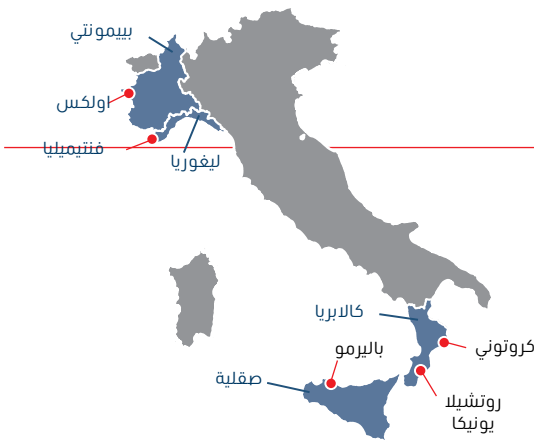 بييمونتي
اولكس
فنتيميليا
ليغوريا
كالابريا
كروتوني
باليرمو
صقلية
روتشيلا
يونيكا